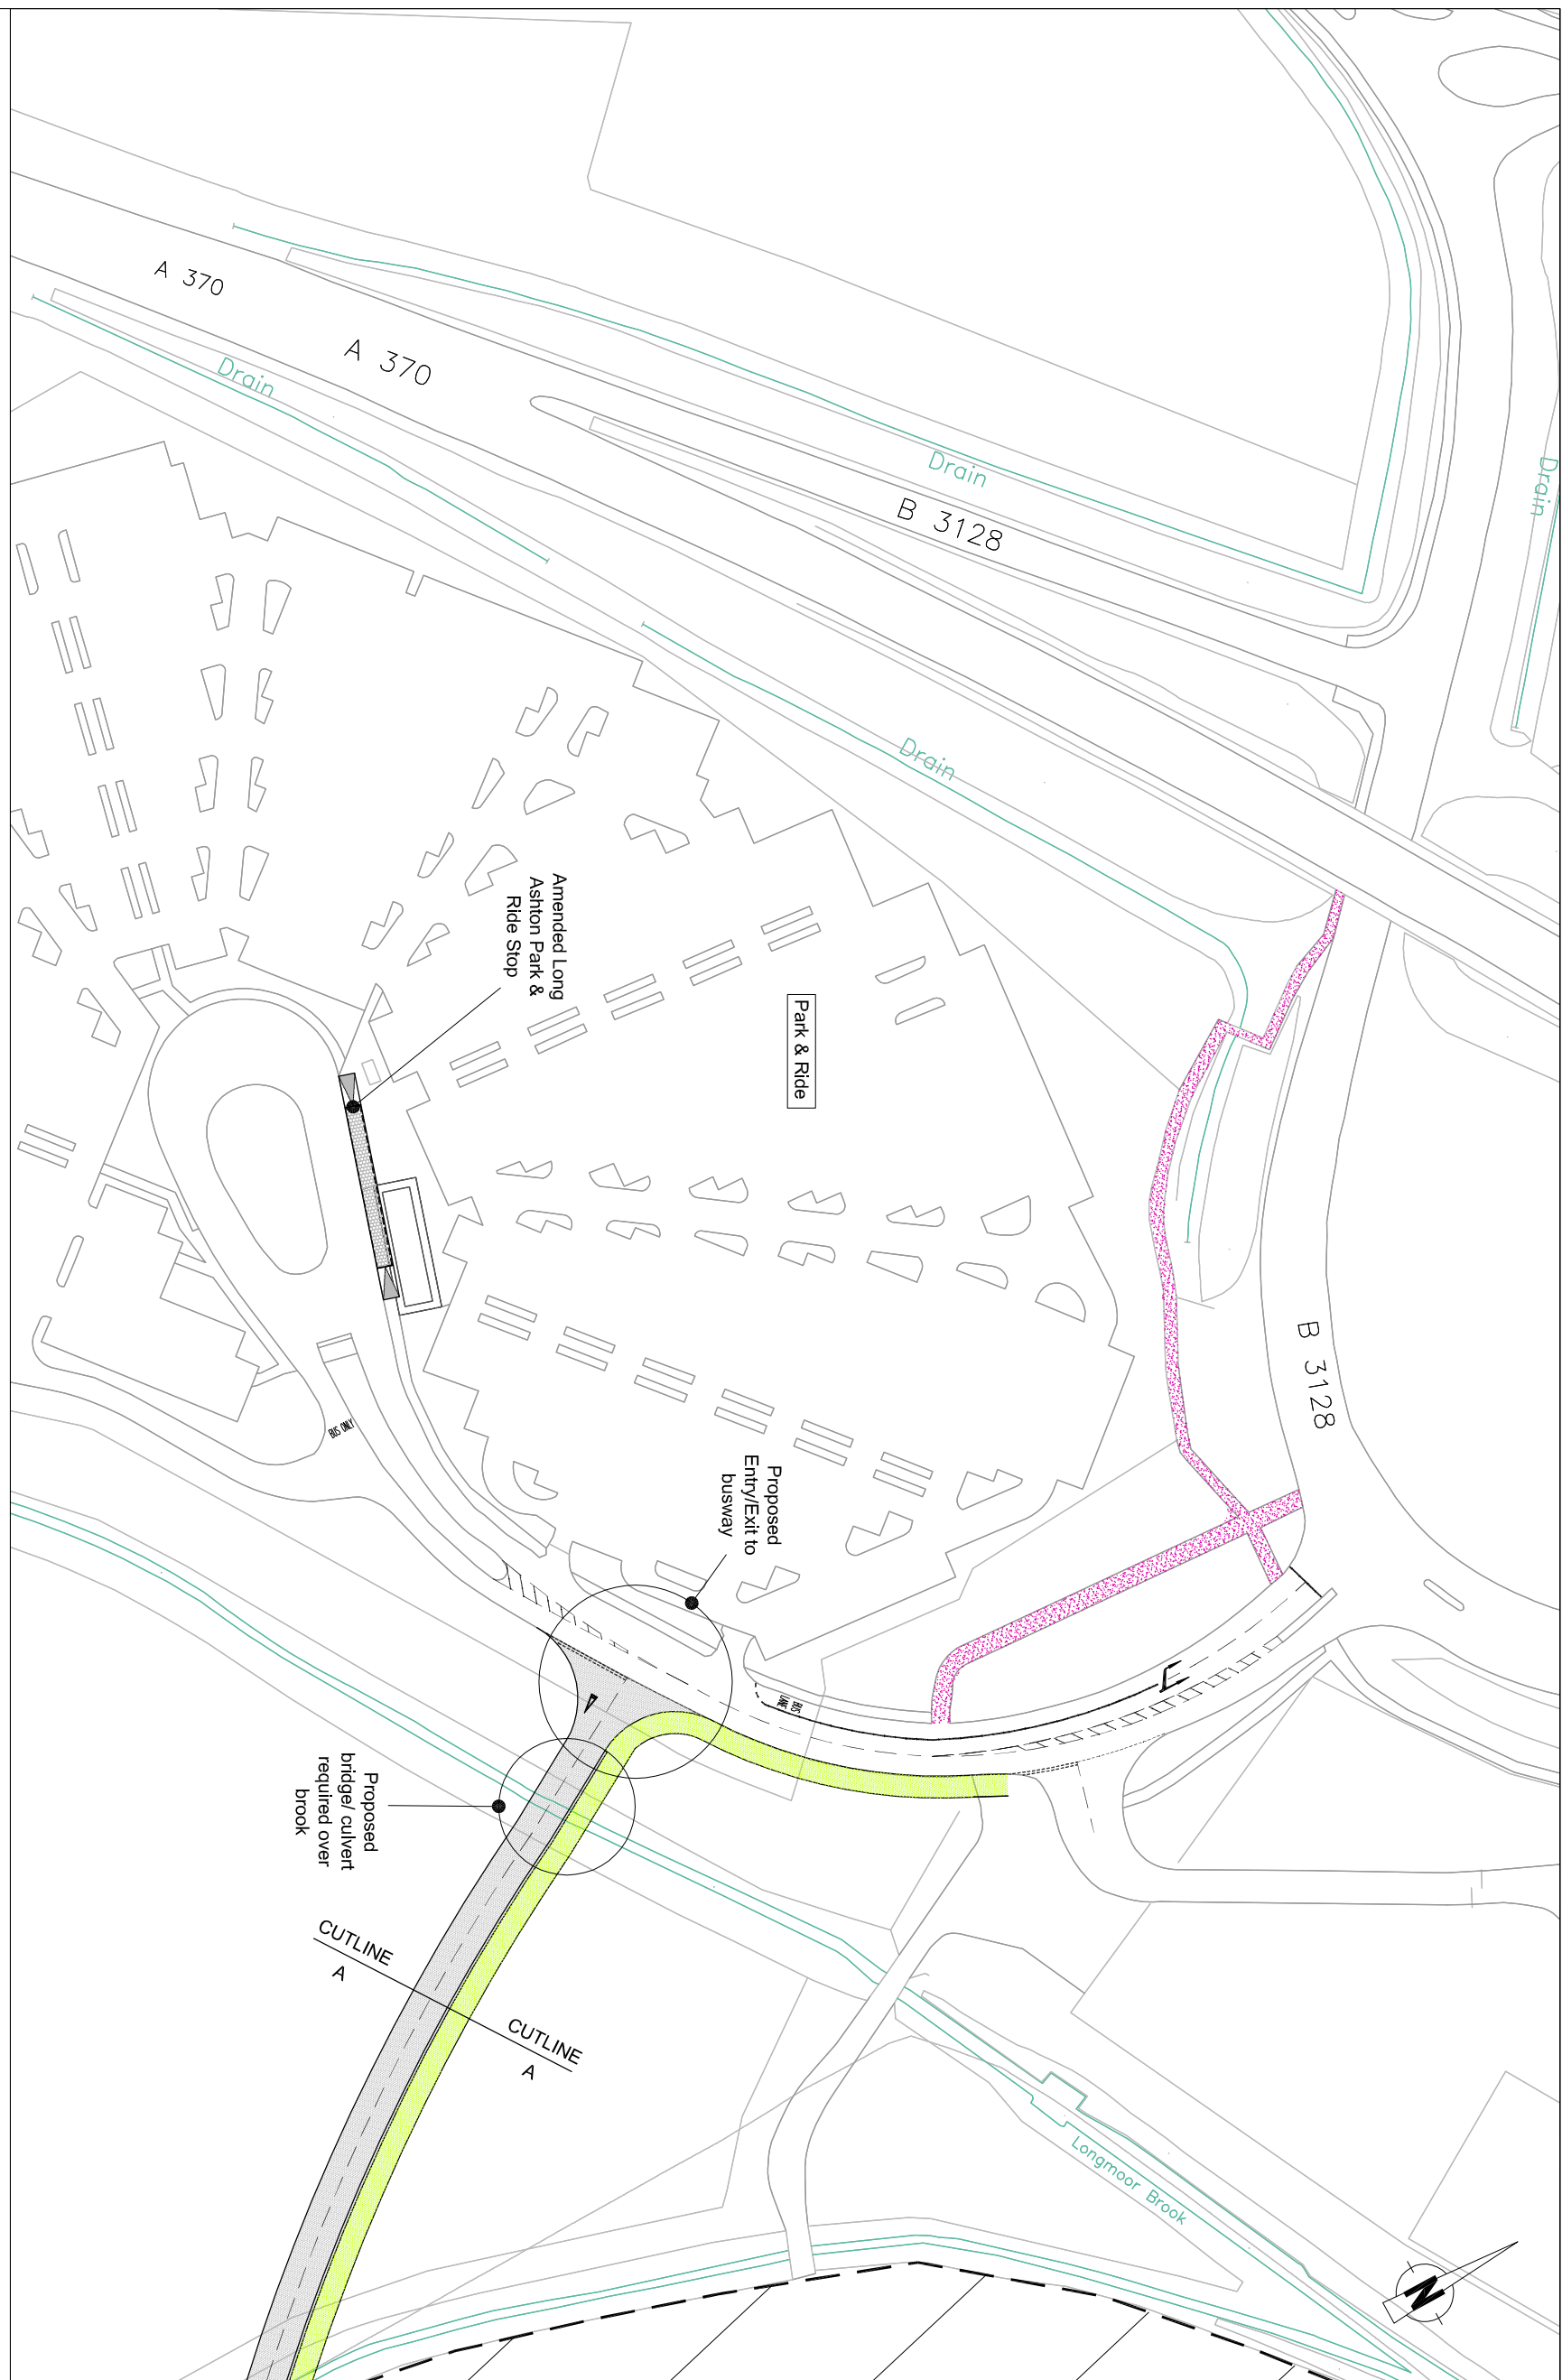 A 370
A 370
Drain
Drain
B 3128
Drain
Drain
Amended Long
Ashton Park &
Ride Stop
Park & Ride
B 3128
BUS ONLY
Proposed
Entry/Exit to
busway
BUS
LANE
Proposed
bridge/ culvert
required over
brook
CUTLINE
A
CUTLINE
A
Longmoor Brook
N